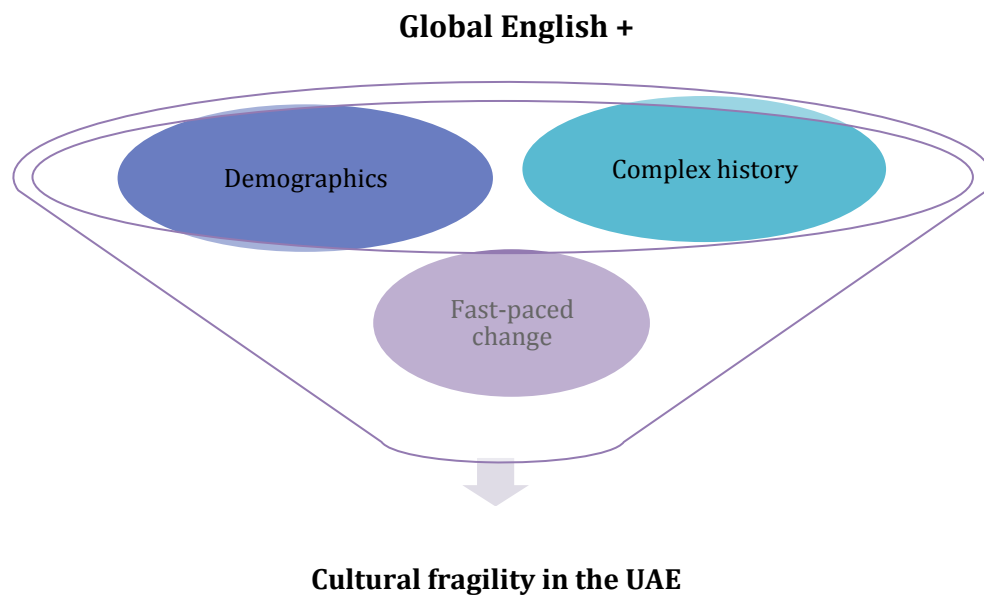 Global English +
Demographics
Complex history
Fast-paced
change
Cultural fragility in the UAE